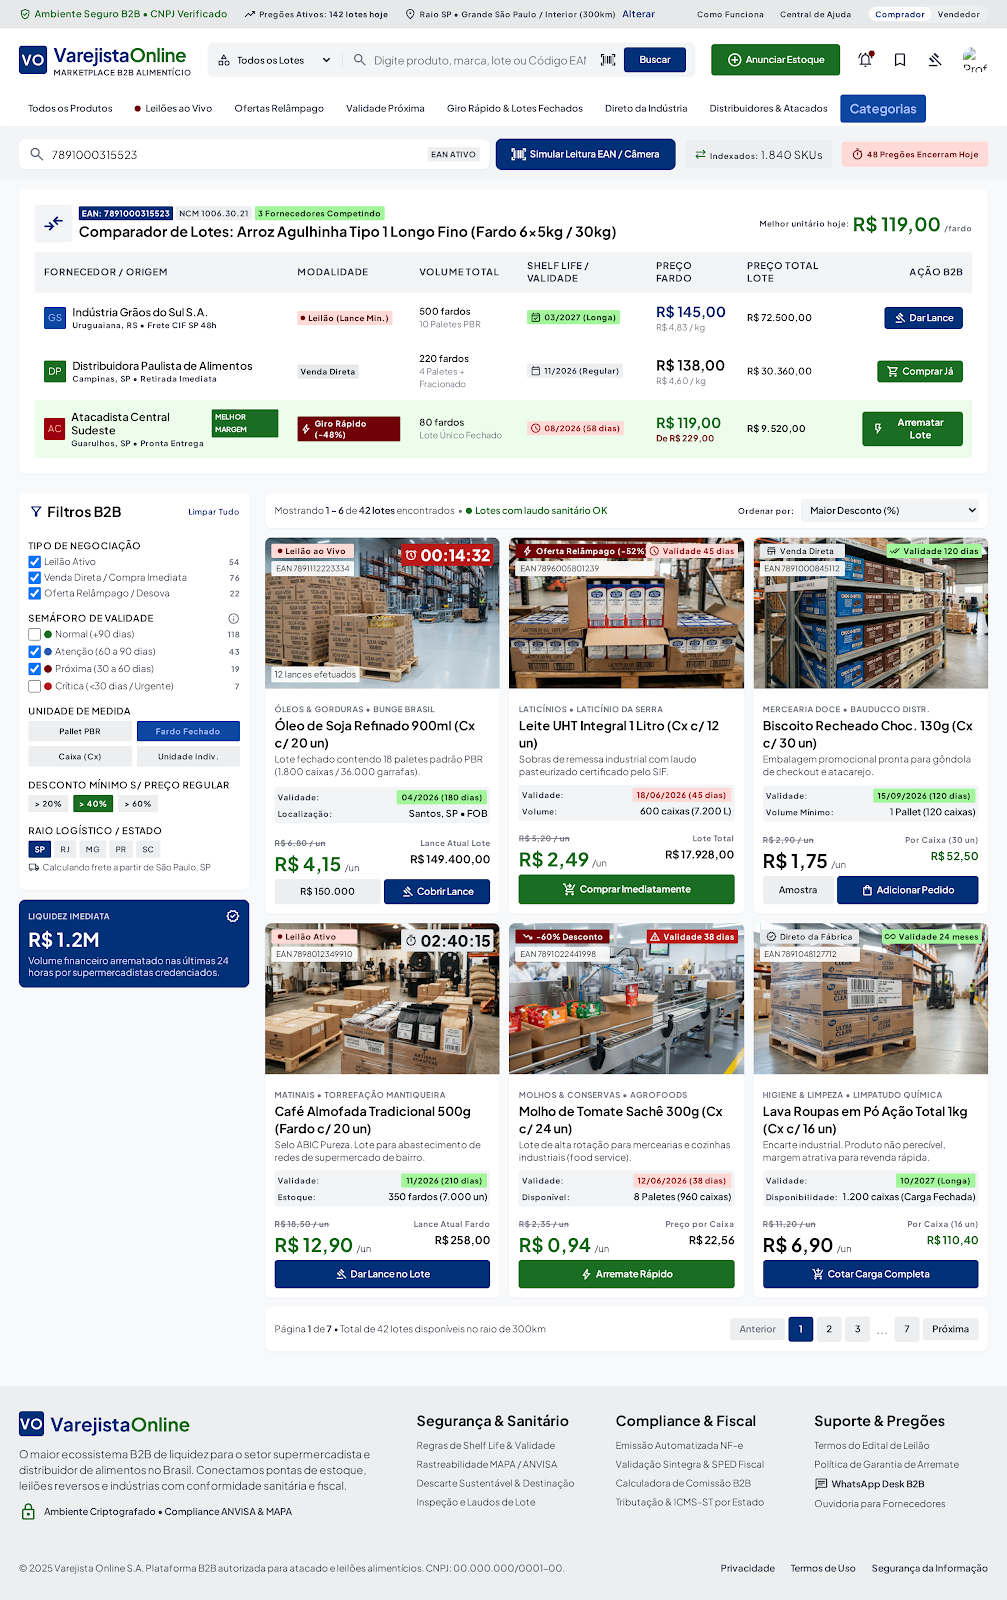 Ambiente Seguro B2B • CNPJ Verificado
Pregões Ativos: 142 lotes hoje
Raio SP • Grande São Paulo / Interior (300km) Alterar
Como Funciona
Central de Ajuda
Comprador
Vendedor
VO VarejistaOnline
MARKETPLACE B2B ALIMENTÍCIO
Todos os Lotes
Digite produto, marca, lote ou Código EAN
Buscar
Anunciar Estoque
Todos os Produtos
Leilões ao Vivo
Ofertas Relâmpago
Validade Próxima
Giro Rápido & Lotes Fechados
Direto da Indústria
Distribuidores & Atacados
Categorias
7891000315523
EAN ATIVO
Simular Leitura EAN / Câmera
Indexados: 1.840 SKUs
48 Pregões Encerram Hoje
EAN: 7891000315523
NCM 1006.30.21
3 Fornecedores Competindo
Comparador de Lotes: Arroz Agulhinha Tipo 1 Longo Fino (Fardo 6x5kg / 30kg)
Melhor unitário hoje: R$ 119,00 /fardo
FORNECEDOR / ORIGEM
MODALIDADE
VOLUME TOTAL
SHELF LIFE / VALIDADE
PREÇO FARDO
PREÇO TOTAL LOTE
AÇÃO B2B
GS
Indústria Grãos do Sul S.A.
Uruguaiana, RS • Frete CIF SP 48h
Leilão (Lance Min.)
500 fardos
10 Paletes PBR
03/2027 (Longa)
R$ 145,00
R$ 4,83 / kg
R$ 72.500,00
Dar Lance
DP
Distribuidora Paulista de Alimentos
Campinas, SP • Retirada Imediata
Venda Direta
220 fardos
4 Paletes +
Fracionado
11/2026 (Regular)
R$ 138,00
R$ 4,60 / kg
R$ 30.360,00
Comprar Já
AC
Atacadista Central
Sudeste
Guarulhos, SP • Pronta Entrega
MELHOR
MARGEM
Giro Rápido
(-48%)
80 fardos
Lote Único Fechado
08/2026 (58 dias)
R$ 119,00
De R$ 229,00
R$ 9.520,00
Arrematar
Lote
Filtros B2B
Limpar Tudo
TIPO DE NEGOCIAÇÃO
Leilão Ativo 54
Venda Direta / Compra Imediata 76
Oferta Relâmpago / Desova 22
SEMÁFORO DE VALIDADE
Normal (+90 dias) 118
Atenção (60 a 90 dias) 43
Próxima (30 a 60 dias) 19
Crítica (<30 dias / Urgente) 7
UNIDADE DE MEDIDA
Pallet PBR
Fardo Fechado
Caixa (Cx)
Unidade Indiv.
DESCONTO MÍNIMO S/ PREÇO REGULAR
> 20%
> 40%
> 60%
RAIO LOGÍSTICO / ESTADO
SP
RJ
MG
PR
SC
Calculando frete a partir de São Paulo, SP
LIQUIDEZ IMEDIATA
R$ 1.2M
Volume financeiro arrematado nas últimas 24
horas por supermercadistas credenciados.
Mostrando 1 – 6 de 42 lotes encontrados • Lotes com laudo sanitário OK
Ordenar por:
Maior Desconto (%)
Leilão ao Vivo
00:14:32
EAN 7891112223334
12 lances efetuados
ÓLEOS & GORDURAS • BUNGE BRASIL
Óleo de Soja Refinado 900ml (Cx
c/ 20 un)
Lote fechado contendo 18 paletes padrão PBR
(1.800 caixas / 36.000 garrafas).
Validade: 04/2026 (180 dias)
Localização: Santos, SP • FOB
R$ 6,80 / un
Lance Atual Lote
R$ 4,15 /un
R$ 149.400,00
R$ 150.000
Cobrir Lance
Oferta Relâmpago (-52%
Validade 45 dias
EAN 7896005801239
LATICÍNIOS • LATICÍNIO DA SERRA
Leite UHT Integral 1 Litro (Cx c/ 12
un)
Sobras de remessa industrial com laudo
pasteurizado certificado pelo SIF.
Validade: 18/06/2026 (45 dias)
Volume: 600 caixas (7.200 L)
R$ 5,20 / un
Lote Total
R$ 2,49 /un
R$ 17.928,00
Comprar Imediatamente
Venda Direta
Validade 120 dias
EAN 7891000845112
MERCEARIA DOCE • BAUDUCCO DISTR.
Biscoito Recheado Choc. 130g (Cx
c/ 30 un)
Embalagem promocional pronta para gôndola
de checkout e atacarejo.
Validade: 15/09/2026 (120 dias)
Volume Mínimo: 1 Pallet (120 caixas)
R$ 2,90 / un
Por Caixa (30 un)
R$ 1,75 /un
R$ 52,50
Amostra
Adicionar Pedido
Leilão Ativo
02:40:15
EAN 7898012349910
MATINAIS • TORREFAÇÃO MANTIQUEIRA
Café Almofada Tradicional 500g
(Fardo c/ 20 un)
Selo ABIC Pureza. Lote para abastecimento de
redes de supermercado de bairro.
Validade: 11/2026 (210 dias)
Estoque: 350 fardos (7.000 un)
R$ 18,50 / un
Lance Atual Fardo
R$ 12,90 /un
R$ 258,00
Dar Lance no Lote
-60% Desconto
Validade 38 dias
EAN 7891022441998
MOLHOS & CONSERVAS • AGROFOODS
Molho de Tomate Sachê 300g (Cx
c/ 24 un)
Lote de alta rotação para mercearias e cozinhas
industriais (food service).
Validade: 12/06/2026 (38 dias)
Disponível: 8 Paletes (960 caixas)
R$ 2,35 / un
Preço por Caixa
R$ 0,94 /un
R$ 22,56
Arremate Rápido
Direto da Fábrica
Validade 24 meses
EAN 7891048127712
ULTRA CLEAN
HIGIENE & LIMPEZA • LIMPATUDO QUÍMICA
Lava Roupas em Pó Ação Total 1kg
(Cx c/ 16 un)
Encarte industrial. Produto não perecível,
margem atrativa para revenda rápida.
Validade: 10/2027 (Longa)
Disponibilidade: 1.200 caixas (Carga Fechada)
R$ 11,20 / un
Por Caixa (16 un)
R$ 6,90 /un
R$ 110,40
Cotar Carga Completa
Página 1 de 7 • Total de 42 lotes disponíveis no raio de 300km
Anterior
1
2
3
...
7
Próxima
VO VarejistaOnline
O maior ecossistema B2B de liquidez para o setor supermercadista e
distribuidor de alimentos no Brasil. Conectamos pontas de estoque,
leilões reversos e indústrias com conformidade sanitária e fiscal.
Ambiente Criptografado • Compliance ANVISA & MAPA
Segurança & Sanitário
Regras de Shelf Life & Validade
Rastreabilidade MAPA / ANVISA
Descarte Sustentável & Destinação
Inspeção e Laudos de Lote
Compliance & Fiscal
Emissão Automatizada NF-e
Validação Sintegra & SPED Fiscal
Calculadora de Comissão B2B
Tributação & ICMS-ST por Estado
Suporte & Pregões
Termos do Edital de Leilão
Política de Garantia de Arremate
WhatsApp Desk B2B
Ouvidoria para Fornecedores
© 2025 Varejista Online S.A. Plataforma B2B autorizada para atacado e leilões alimentícios. CNPJ: 00.000.000/0001-00.
Privacidade
Termos de Uso
Segurança da Informação